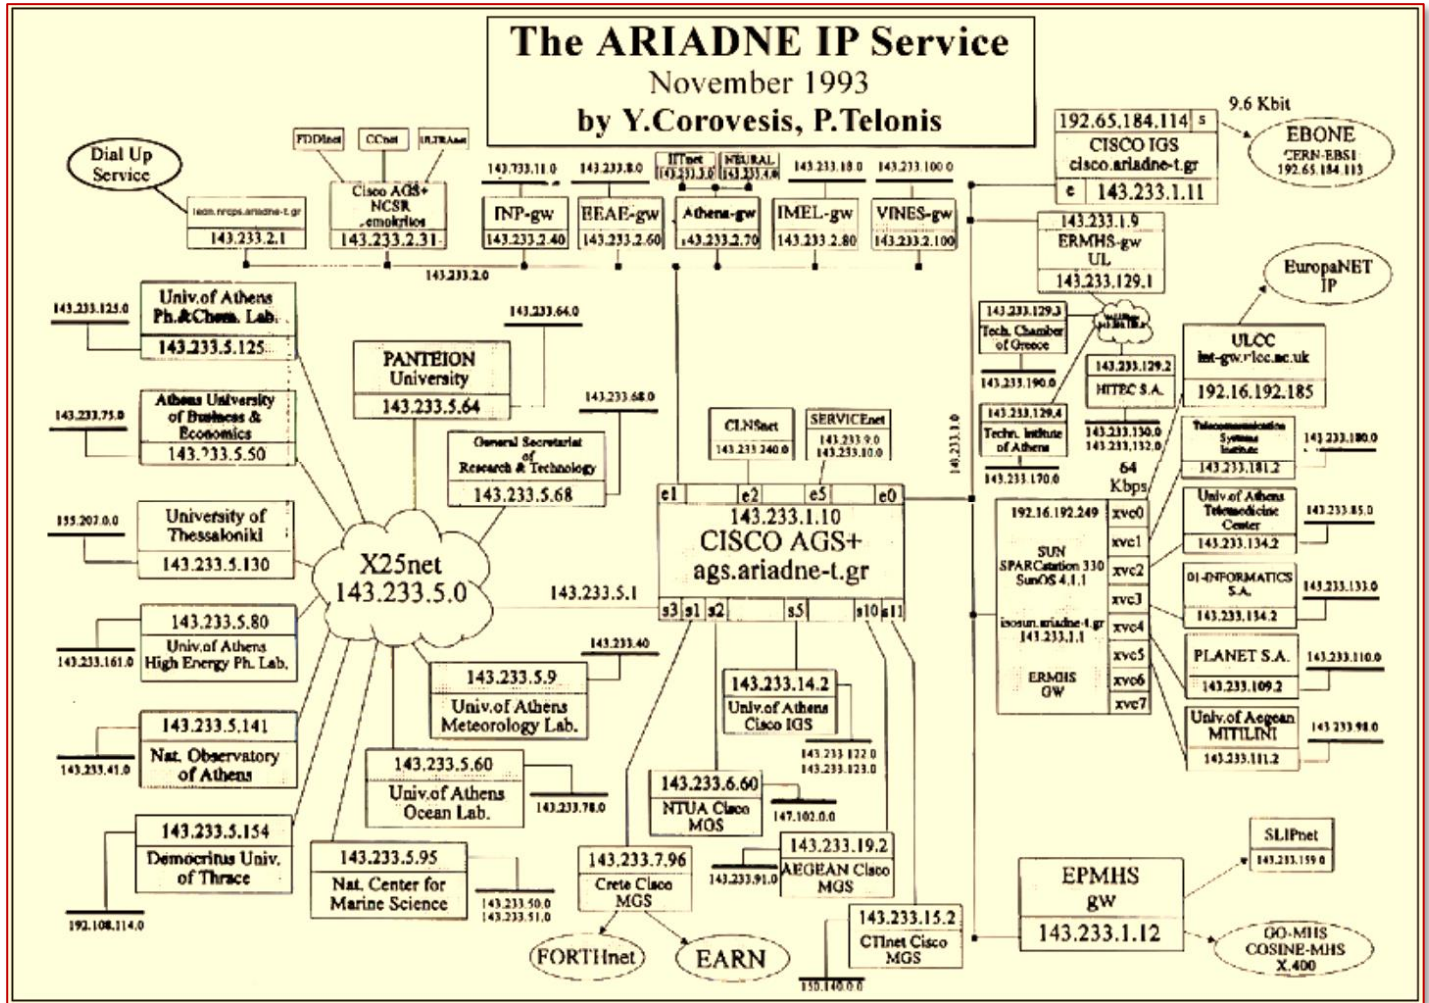 The ARIADNE IP Service
November 1993
by Y.Corovesis, P.Telonis
9.6 Kbit
192.65.184.114 s
CISCO IGS
cisco.ariadne-t.gr
e 143.233.1.11
EBONE
CERN-EBS1
192.65.184.113
Dial Up
Service
FDDInet
CCnet
ULTRAnet
143.233.2.1
Cisco AGS+
NCSR
143.233.2.31
143.733.11.0
INP-gw
143.233.2.40
143.233.8.0
EEAE-gw
143.233.2.60
IITnet
143.233.3.0
NEURAL
143.233.4.0
Athena-gw
143.233.2.70
143.233.18.0
IMEL-gw
143.233.2.80
143.233.100.0
VINES-gw
143.233.2.100
143.233.2.0
143.233.1.9
ERMHS-gw
UL
143.233.129.1
EuropaNET
IP
143.233.129.3
Tech. Chamber
of Greece
143.233.190.0
143.233.129.2
HITEC S.A.
143.233.130.0
143.233.132.0
143.233.129.4
Techn. Intitute
of Athens
143.233.170.0
ULCC
192.16.192.185
143.233.125.0
Univ.of Athens
Ph.&Chem. Lab.
143.233.5.125
143.233.75.0
Athens University
of Business &
Economics
143.?33.5.50
155.207.0.0
University of
Thessaloniki
143.233.5.130
143.233.5.80
Univ.of Athens
High Energy Ph. Lab.
143.233.161.0
143.233.5.141
Nat. Observatory
of Athens
143.233.41.0
143.233.5.154
Democritus Univ.
of Thrace
192.108.114.0
143.233.64.0
PANTEION
University
143.233.5.64
143.233.68.0
General Secretariat
of
Research & Technology
143.233.5.68
X25net
143.233.5.0
143.233.5.1
143.233.40
143.233.5.9
Univ.of Athens
Meteorology Lab.
143.233.5.60
Univ.of Athens
Ocean Lab.
143.233.78.0
143.233.5.95
Nat. Center for
Marine Science
143.233.50.0
143.233.51.0
CLNSnet
143.233.240.0
SERVICEnet
143.233.9.0
143.233.10.0
143.233.1.0
e1 e2 e5 e0
143.233.1.10
CISCO AGS+
ags.ariadne-t.gr
s3 s1 s2 s5 s10 s11
143.233.14.2
Univ.of Athens
Cisco IGS
143.233.122.0
143.233.123.0
143.233.6.60
NTUA Cisco
MGS
147.102.0.0
143.233.19.2
AEGEAN Cisco
MGS
143.233.91.0
143.233.7.96
Crete Cisco
MGS
FORTHnet
EARN
143.233.15.2
CTInet Cisco
MGS
150.140.0.0
64
Kbps
192.16.192.249
SUN
SPARCstation 330
SunOS 4.1.1
isosun.ariadne-t.gr
143.233.1.1
ERMHS
GW
xvc0
xvc1
xvc2
xvc3
xvc4
xvc5
xvc6
xvc7
Telecommunication
Systems
Institute
143.233.181.2
143.233.180.0
Univ.of Athens
Telemedicine
Center
143.233.134.2
143.233.85.0
01-INFORMATICS
S.A.
143.233.134.2
143.233.133.0
PLANET S.A.
143.233.109.2
143.233.110.0
Univ.of Aegean
MITILINI
143.233.111.2
143.233.98.0
EPMHS
gw
143.233.1.12
SLIPnet
143.233.159.0
GO-MHS
COSINE-MHS
X.400